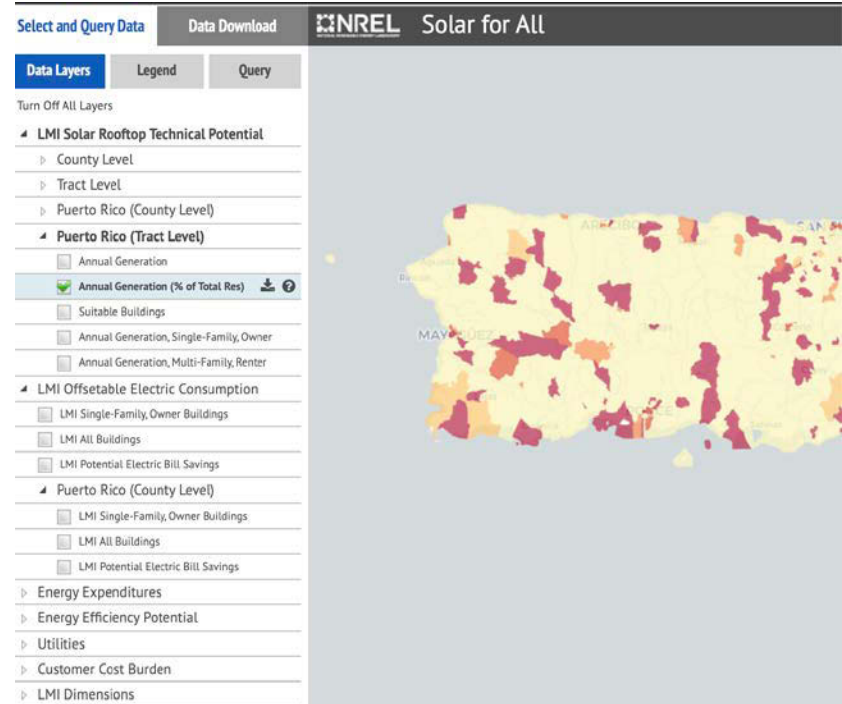 Select and Query Data
Data Download
NREL
Solar for All
Data Layers
Legend
Query
Turn Off All Layers
LMI Solar Rooftop Technical Potential
County Level
Tract Level
Puerto Rico (County Level)
Puerto Rico (Tract Level)
Annual Generation
Annual Generation (% of Total Res)
Suitable Buildings
Annual Generation, Single-Family, Owner
Annual Generation, Multi-Family, Renter
LMI Offsetable Electric Consumption
LMI Single-Family, Owner Buildings
LMI All Buildings
LMI Potential Electric Bill Savings
Puerto Rico (County Level)
LMI Single-Family, Owner Buildings
LMI All Buildings
LMI Potential Electric Bill Savings
Energy Expenditures
Energy Efficiency Potential
Utilities
Customer Cost Burden
LMI Dimensions
ARECIBO
SAN
MAYAGÜEZ
PONCE